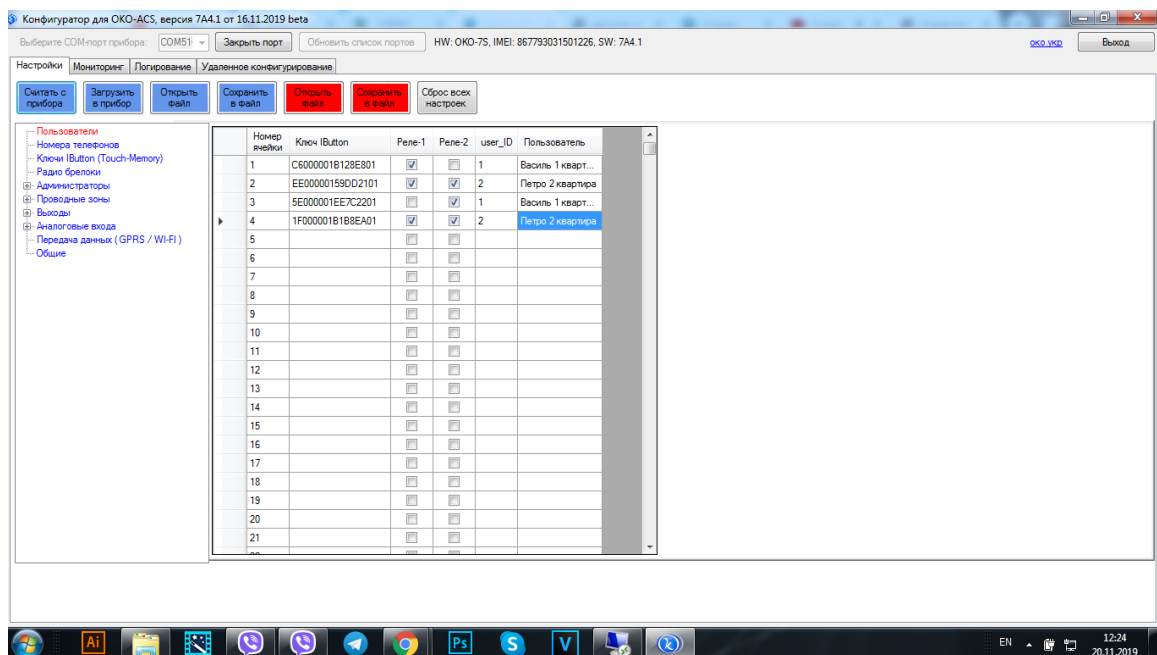 Конфигуратор для OKO-ACS, версия 7A4.1 от 16.11.2019 beta
Выберите COM-порт прибора: COM51 Закрыть порт Обновить список портов HW: OKO-7S, IMEI: 867793031501226, SW: 7A4.1 око.укр Выход
Настройки Мониторинг Логирование Удаленное конфигурирование
Считать с прибора Загрузить в прибор Открыть файл Сохранить в файл Открыть файл Сохранить в файл Сброс всех настроек
Пользователи
Номера телефонов
Ключи IButton (Touch-Memory)
Радио брелоки
Администраторы
Проводные зоны
Выходы
Аналоговые входа
Передача данных ( GPRS / WI-FI )
Общие
Номер ячейки Ключ IButton Реле-1 Реле-2 user_ID Пользователь
1 C6000001B128E801 1 Василь 1 кварт...
2 EE00000159DD2101 2 Петро 2 квартира
3 5E000001EE7C2201 1 Василь 1 кварт...
4 1F000001B1B8EA01 2 Петро 2 квартира
5
6
7
8
9
10
11
12
13
14
15
16
17
18
19
20
21
Ai Ps S V EN 12:24
20.11.2019